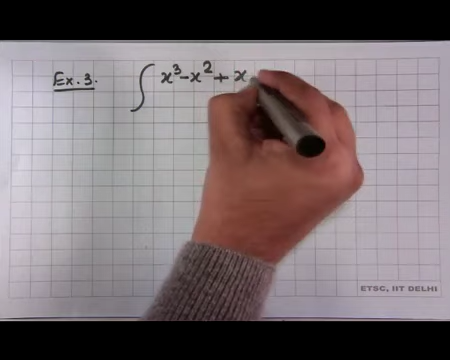 Ex. 3. ∫ x³-x²+x
ETSC, IIT DELHI